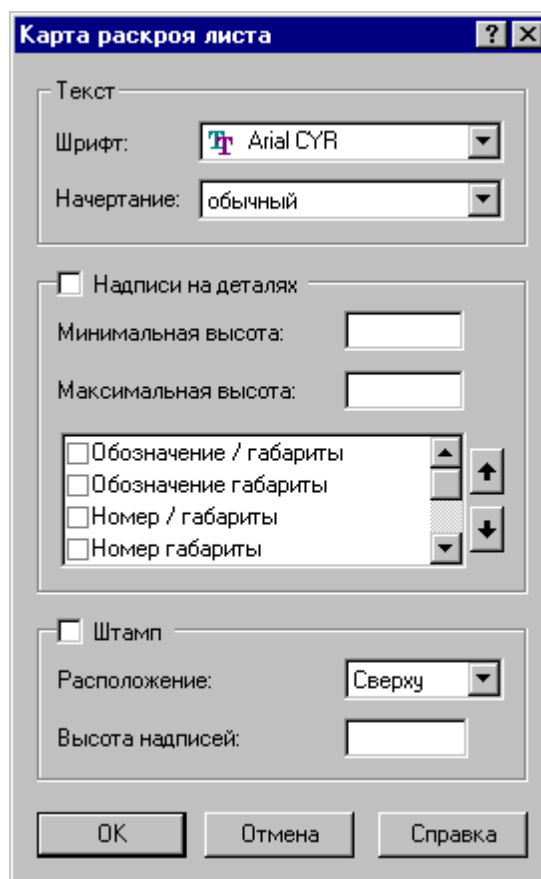 Карта раскроя листа
Текст
Шрифт: Arial CYR
Начертание: обычный
Надписи на деталях
Минимальная высота:
Максимальная высота:
Обозначение / габариты
Обозначение габариты
Номер / габариты
Номер габариты
Штамп
Расположение: Сверху
Высота надписей:
OK Отмена Справка